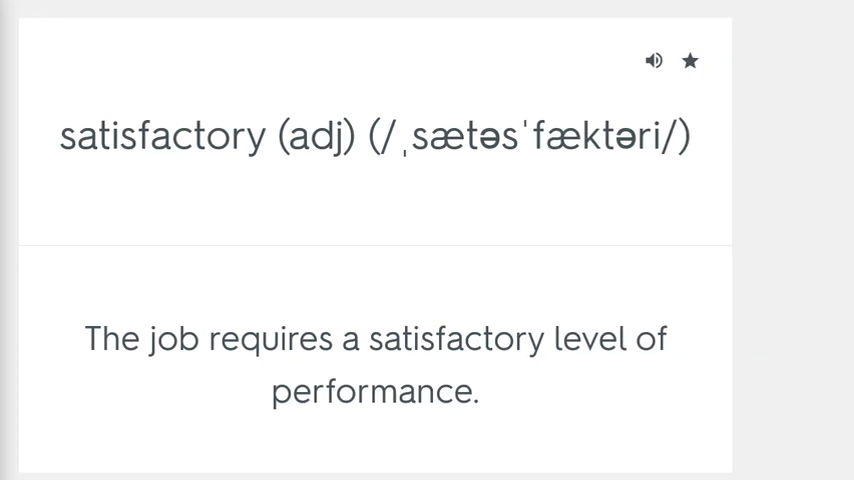 satisfactory (adj) (/ˌsætəsˈfæktəri/)
The job requires a satisfactory level of
performance.